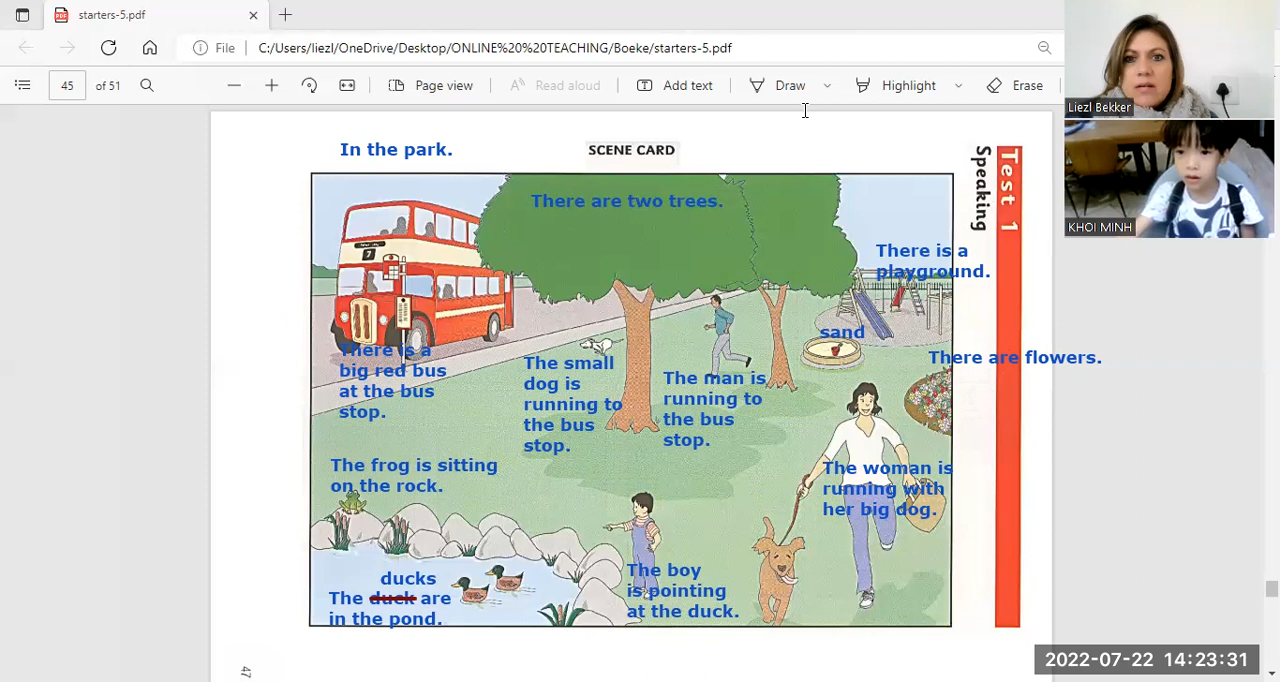 starters-5.pdf
File
C:/Users/liezl/OneDrive/Desktop/ONLINE%20%20TEACHING/Boeke/starters-5.pdf
45
of 51
Page view
Read aloud
Add text
Draw
Highlight
Erase
Liezl Bekker
KHOI MINH
In the park.
SCENE CARD
Test 1
Speaking
There are two trees.
7
There is a
playground.
sand
There are flowers.
There is a
big red bus
at the bus
stop.
The small
dog is
running to
the bus
stop.
The man is
running to
the bus
stop.
The frog is sitting
on the rock.
The woman is
running with
her big dog.
The boy
is pointing
at the duck.
ducks
The duck are
in the pond.
47
2022-07-22 14:23:31